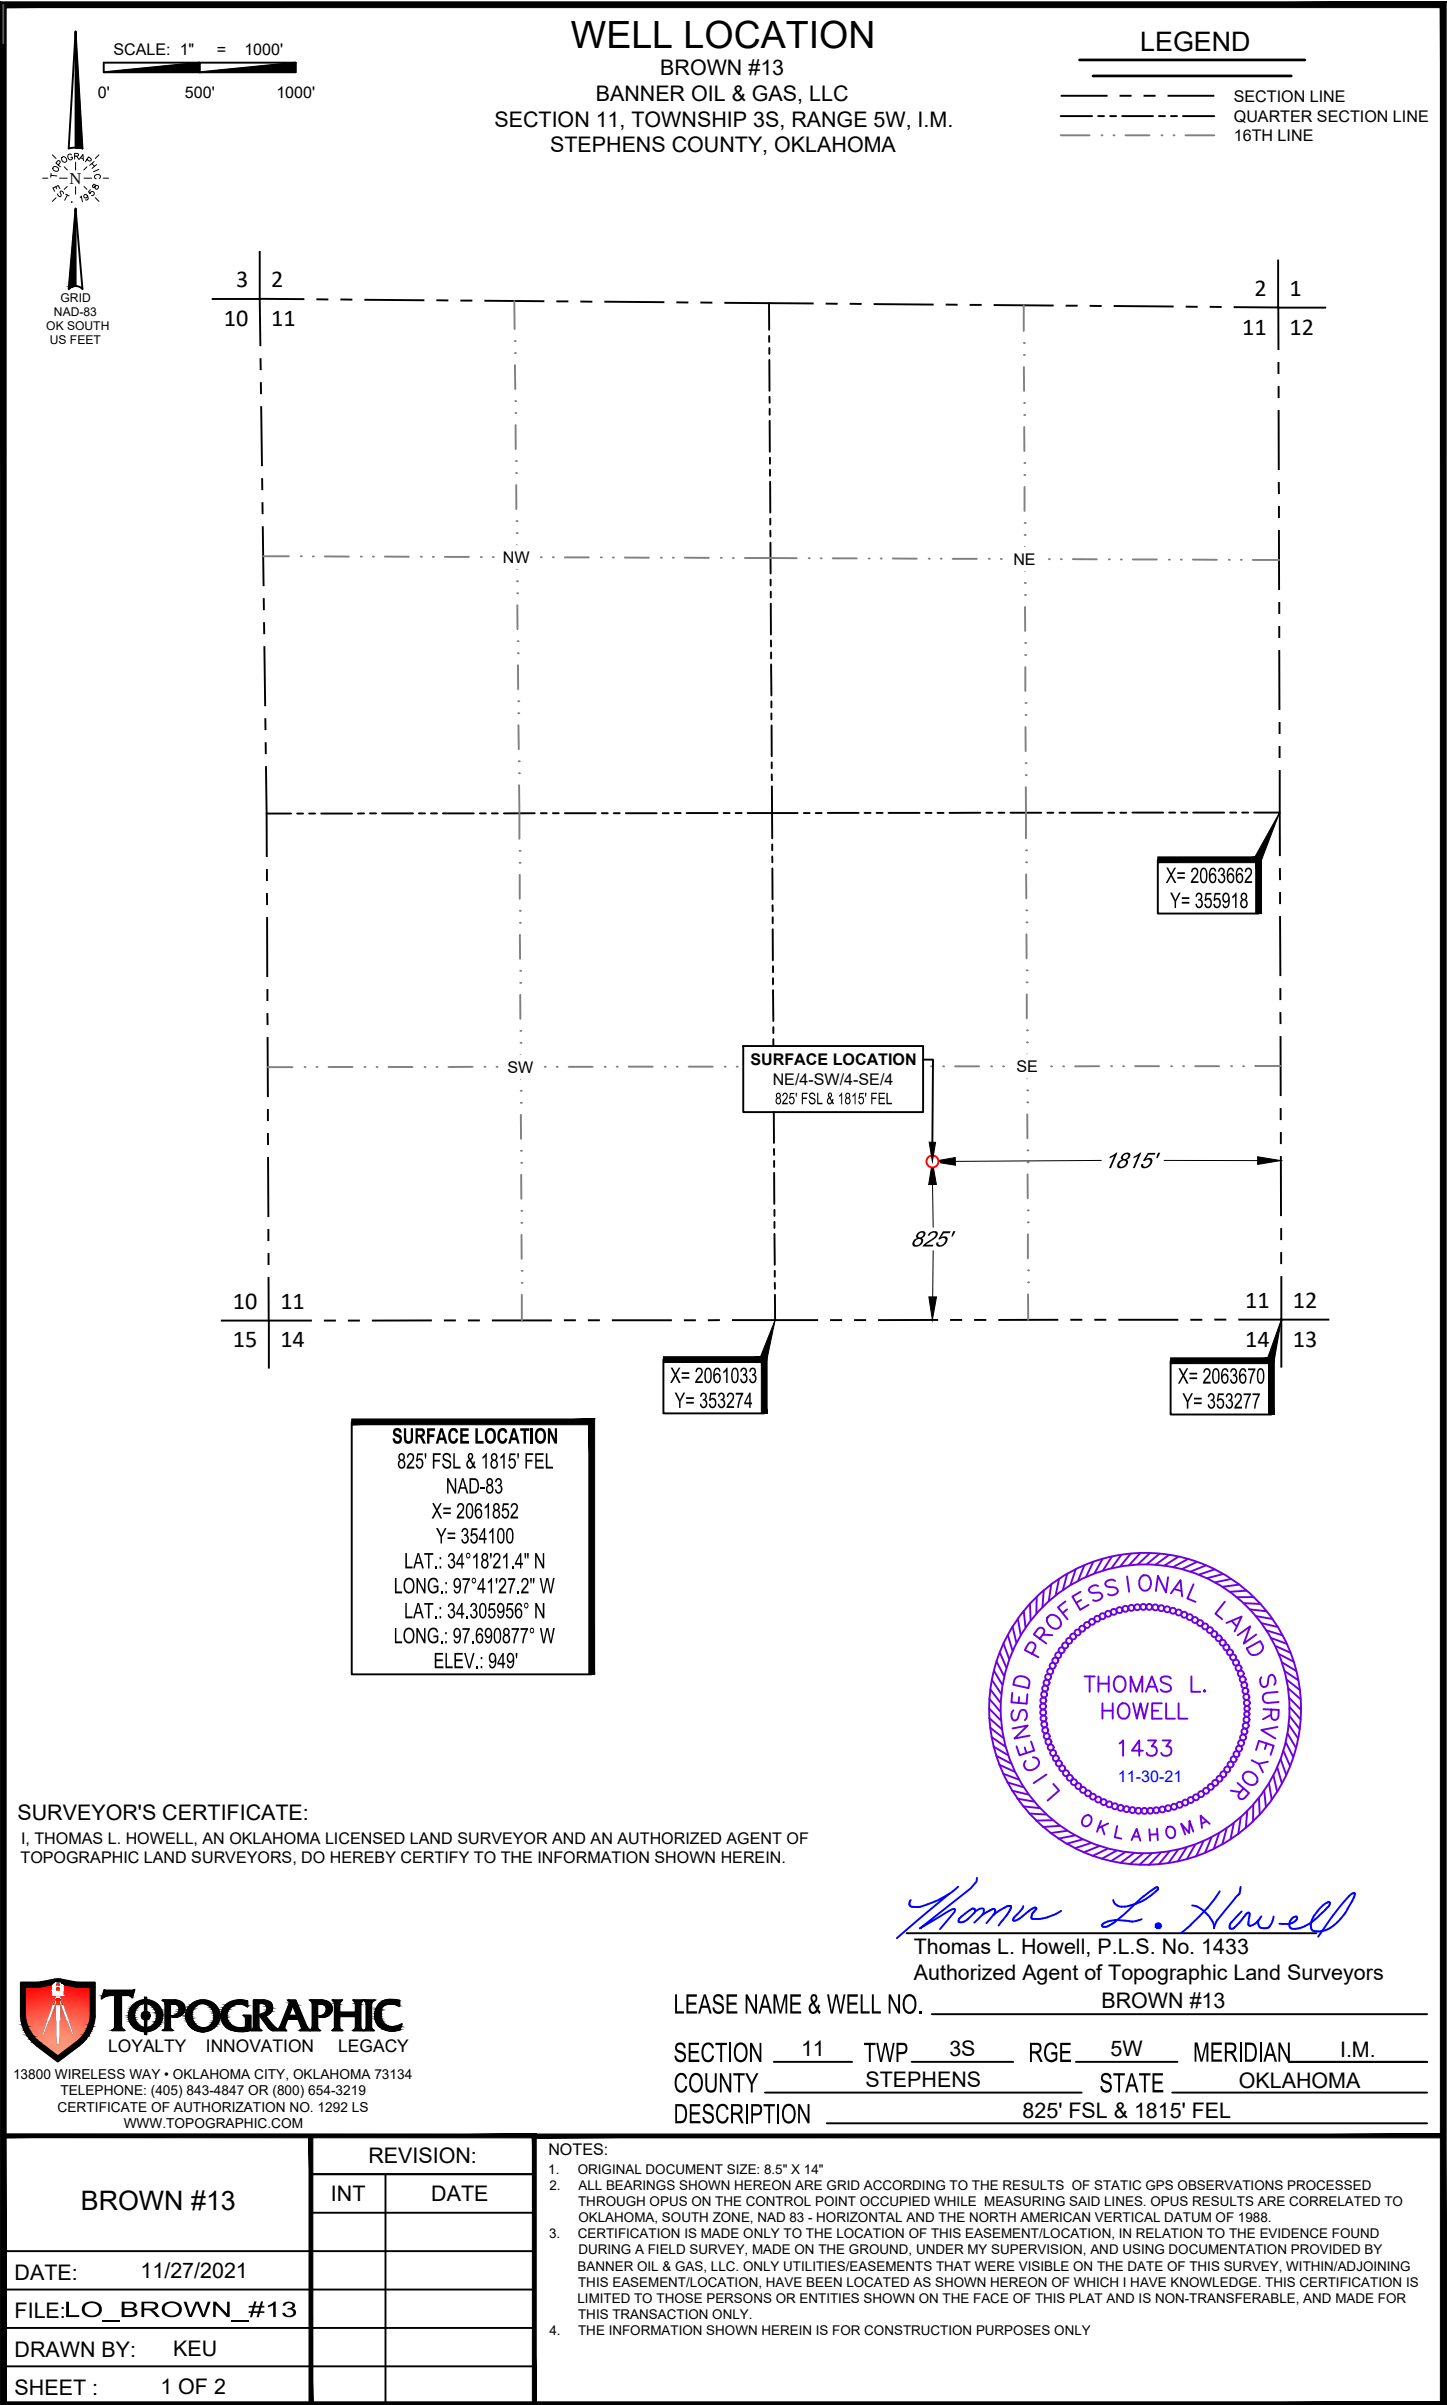 WELL LOCATION
BROWN #13
BANNER OIL & GAS, LLC
SECTION 11, TOWNSHIP 3S, RANGE 5W, I.M.
STEPHENS COUNTY, OKLAHOMA
SCALE: 1" = 1000'
0' 500' 1000'
TOPOGRAPHIC
N
EST. 1958
GRID
NAD-83
OK SOUTH
US FEET
LEGEND
SECTION LINE
QUARTER SECTION LINE
16TH LINE
3 2
10 11
2 1
11 12
NW
NE
X= 2063662
Y= 355918
SURFACE LOCATION
NE/4-SW/4-SE/4
825' FSL & 1815' FEL
SW
SE
1815'
825'
10 11
15 14
11 12
14 13
X= 2061033
Y= 353274
X= 2063670
Y= 353277
SURFACE LOCATION
825' FSL & 1815' FEL
NAD-83
X= 2061852
Y= 354100
LAT.: 34°18'21.4" N
LONG.: 97°41'27.2" W
LAT.: 34.305956° N
LONG.: 97.690877° W
ELEV.: 949'
LICENSED PROFESSIONAL LAND SURVEYOR
THOMAS L.
HOWELL
1433
11-30-21
OKLAHOMA
SURVEYOR'S CERTIFICATE:
I, THOMAS L. HOWELL, AN OKLAHOMA LICENSED LAND SURVEYOR AND AN AUTHORIZED AGENT OF
TOPOGRAPHIC LAND SURVEYORS, DO HEREBY CERTIFY TO THE INFORMATION SHOWN HEREIN.
Thomas L. Howell
Thomas L. Howell, P.L.S. No. 1433
Authorized Agent of Topographic Land Surveyors
TOPOGRAPHIC
LOYALTY INNOVATION LEGACY
13800 WIRELESS WAY • OKLAHOMA CITY, OKLAHOMA 73134
TELEPHONE: (405) 843-4847 OR (800) 654-3219
CERTIFICATE OF AUTHORIZATION NO. 1292 LS
WWW.TOPOGRAPHIC.COM
LEASE NAME & WELL NO. BROWN #13
SECTION 11 TWP 3S RGE 5W MERIDIAN I.M.
COUNTY STEPHENS STATE OKLAHOMA
DESCRIPTION 825' FSL & 1815' FEL
BROWN #13
DATE: 11/27/2021
FILE:LO_BROWN_#13
DRAWN BY: KEU
SHEET : 1 OF 2
REVISION:
INT DATE
NOTES:
1. ORIGINAL DOCUMENT SIZE: 8.5" X 14"
2. ALL BEARINGS SHOWN HEREON ARE GRID ACCORDING TO THE RESULTS OF STATIC GPS OBSERVATIONS PROCESSED
THROUGH OPUS ON THE CONTROL POINT OCCUPIED WHILE MEASURING SAID LINES. OPUS RESULTS ARE CORRELATED TO
OKLAHOMA, SOUTH ZONE, NAD 83 - HORIZONTAL AND THE NORTH AMERICAN VERTICAL DATUM OF 1988.
3. CERTIFICATION IS MADE ONLY TO THE LOCATION OF THIS EASEMENT/LOCATION, IN RELATION TO THE EVIDENCE FOUND
DURING A FIELD SURVEY, MADE ON THE GROUND, UNDER MY SUPERVISION, AND USING DOCUMENTATION PROVIDED BY
BANNER OIL & GAS, LLC. ONLY UTILITIES/EASEMENTS THAT WERE VISIBLE ON THE DATE OF THIS SURVEY, WITHIN/ADJOINING
THIS EASEMENT/LOCATION, HAVE BEEN LOCATED AS SHOWN HEREON OF WHICH I HAVE KNOWLEDGE. THIS CERTIFICATION IS
LIMITED TO THOSE PERSONS OR ENTITIES SHOWN ON THE FACE OF THIS PLAT AND IS NON-TRANSFERABLE, AND MADE FOR
THIS TRANSACTION ONLY.
4. THE INFORMATION SHOWN HEREIN IS FOR CONSTRUCTION PURPOSES ONLY